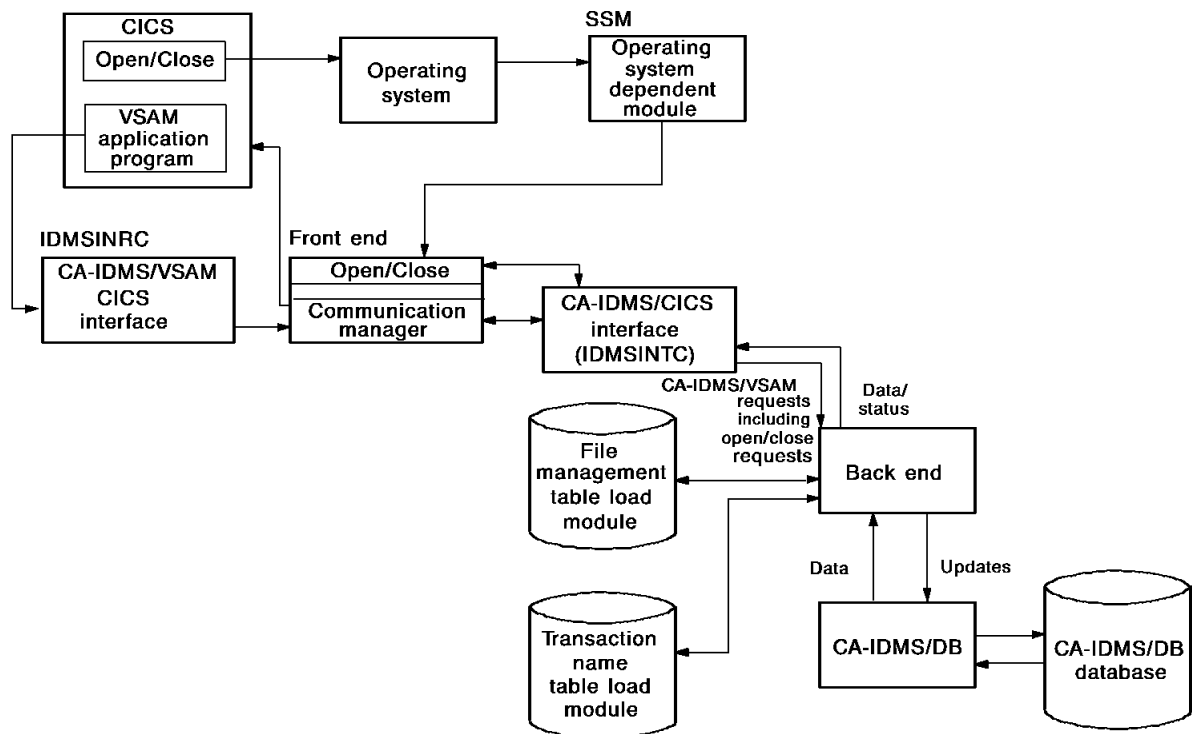 CICS
Open/Close
VSAM
application
program
Operating
system
SSM
Operating
system
dependent
module
IDMSINRC
CA-IDMS/VSAM
CICS
interface
Front end
Open/Close
Communication
manager
CA-IDMS/CICS
interface
(IDMSINTC)
CA-IDMS/VSAM
requests
including
open/close
requests
Data/
status
File
management
table load
module
Back end
Data
Updates
Transaction
name
table load
module
CA-IDMS/DB
CA-IDMS/DB
database